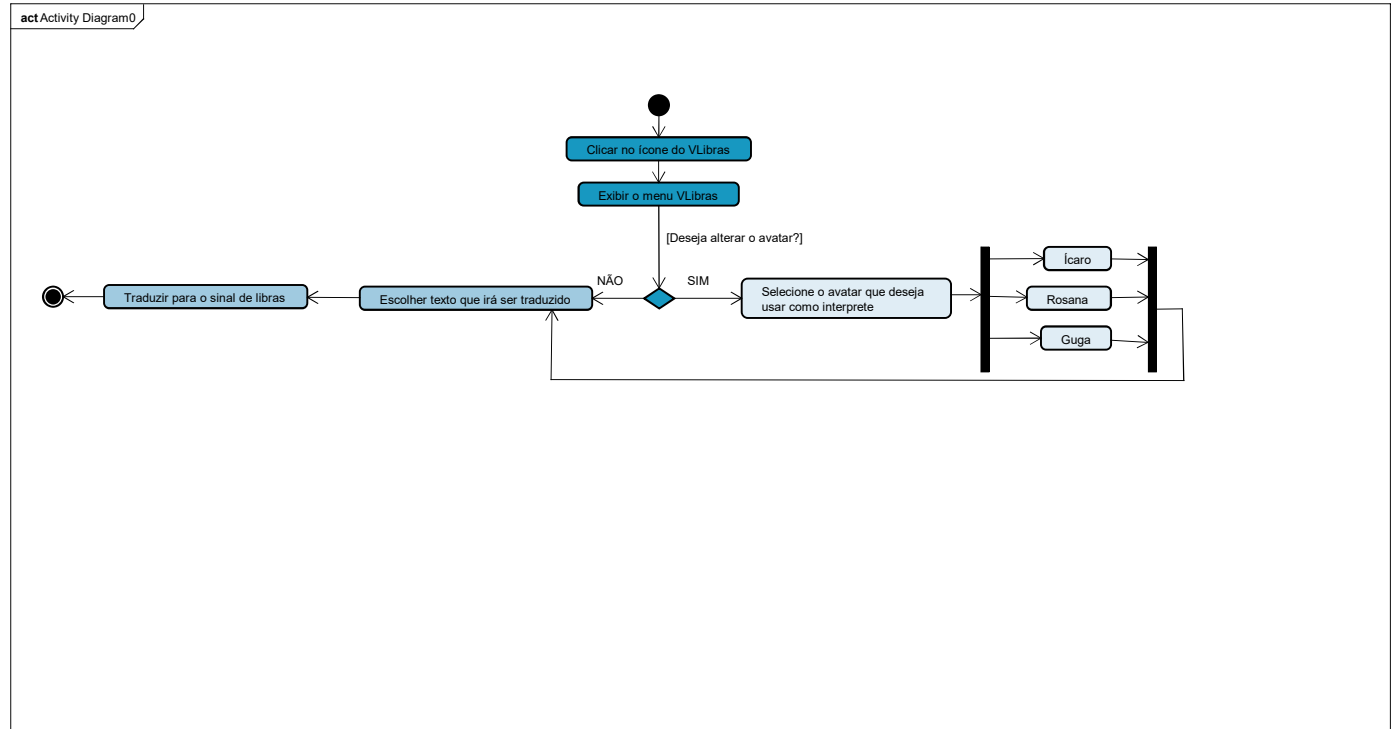 act Activity Diagram0
Clicar no ícone do VLibras
Exibir o menu VLibras
[Deseja alterar o avatar?]
NÃO
SIM
Traduzir para o sinal de libras
Escolher texto que irá ser traduzido
Selecione o avatar que deseja
usar como interprete
Ícaro
Rosana
Guga